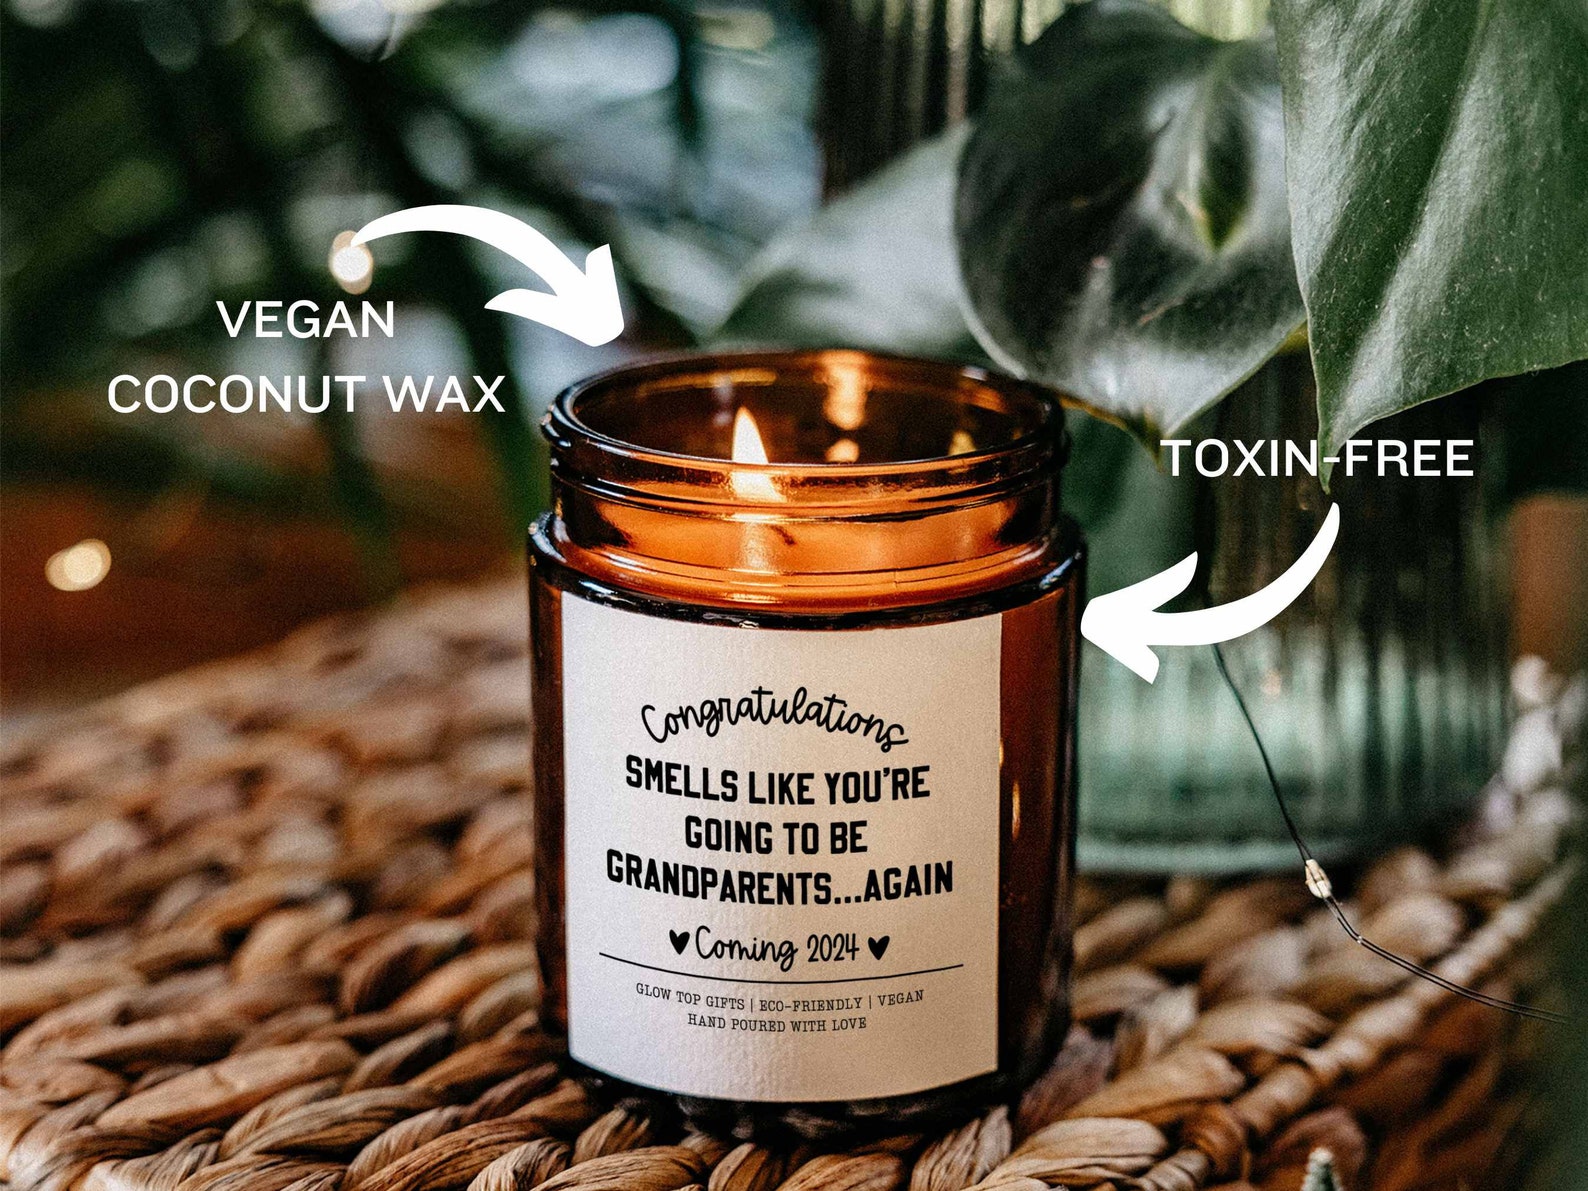 VEGAN
COCONUT WAX
TOXIN-FREE
Congratulations
SMELLS LIKE YOU'RE
GOING TO BE
GRANDPARENTS...AGAIN
♥Coming 2024♥
GLOW TOP GIFTS | ECO-FRIENDLY | VEGAN
HAND POURED WITH LOVE